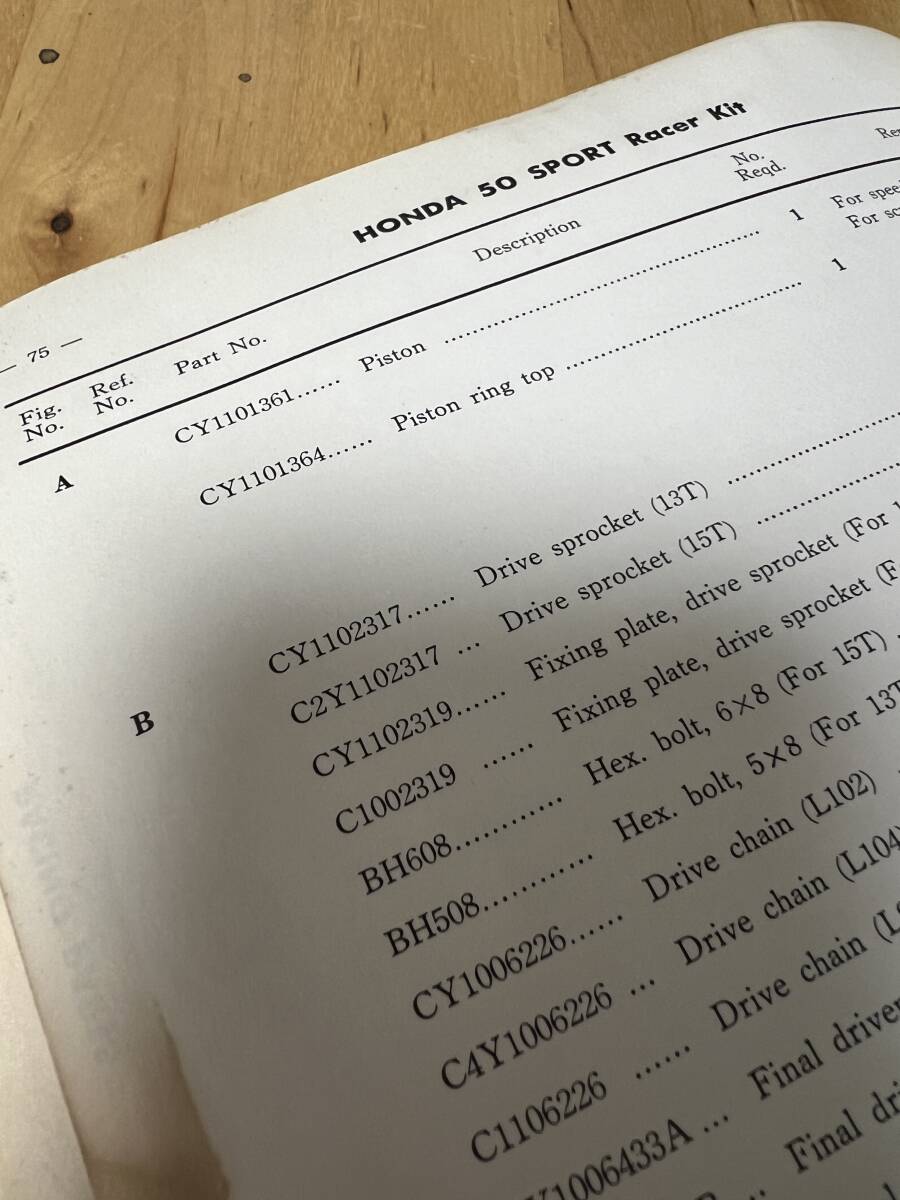 HONDA 50 SPORT Racer Kit
— 75 —
Fig. No. Ref. No. Part No. Description No. Reqd.
A CY1101361...... Piston .......................................... 1 For
For
CY1101364...... Piston ring top ............................... 1
B CY1102317...... Drive sprocket (13T) ........................
C2Y1102317 ... Drive sprocket (15T) ....................
CY1102319...... Fixing plate, drive sprocket (For
C1002319 ...... Fixing plate, drive sprocket
BH608............ Hex. bolt, 6×8 (For 15T) .
BH508............ Hex. bolt, 5×8 (For 13T
CY1006226...... Drive chain (L102)
C4Y1006226 ... Drive chain (L104
C1106226 ...... Drive chain
Y1006433A ... Final driven
Final